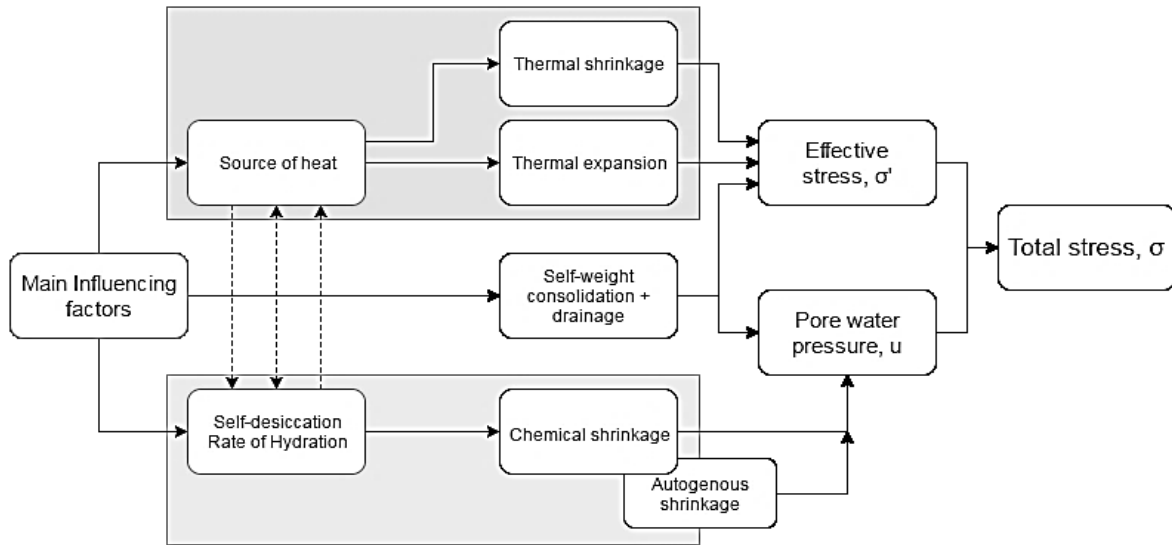 Thermal shrinkage
Source of heat
Thermal expansion
Effective
stress, σ'
Main Influencing
factors
Self-weight
consolidation +
drainage
Total stress, σ
Pore water
pressure, u
Self-desiccation
Rate of Hydration
Chemical shrinkage
Autogenous
shrinkage